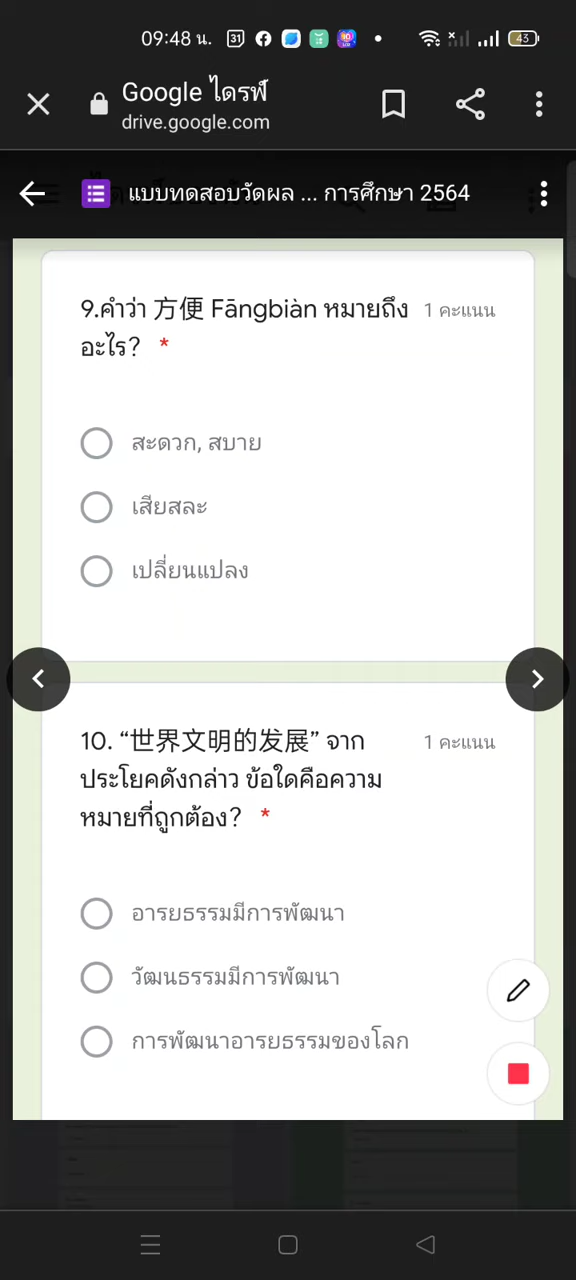 09:48 น.
31
43
Google ไดรฟ์
drive.google.com
แบบทดสอบวัดผล ... การศึกษา 2564
9.คำว่า 方便 Fāngbiàn หมายถึง
อะไร? *
1 คะแนน
สะดวก, สบาย
เสียสละ
เปลี่ยนแปลง
10. “世界文明的发展” จาก
ประโยคดังกล่าว ข้อใดคือความ
หมายที่ถูกต้อง? *
1 คะแนน
อารยธรรมมีการพัฒนา
วัฒนธรรมมีการพัฒนา
การพัฒนาอารยธรรมของโลก